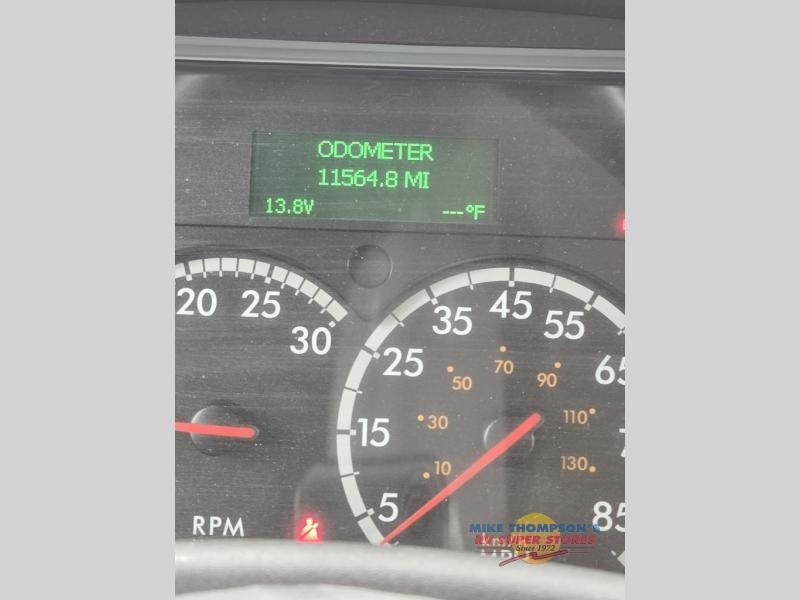 ODOMETER
11564.8 MI
13.8V ---°F
20 25 30
5 15 25 35 45 55 65 85
10 30 50 70 90 110 130
RPM
MIKE THOMPSON'S
RV SUPER STORES
Since 1972
MPH